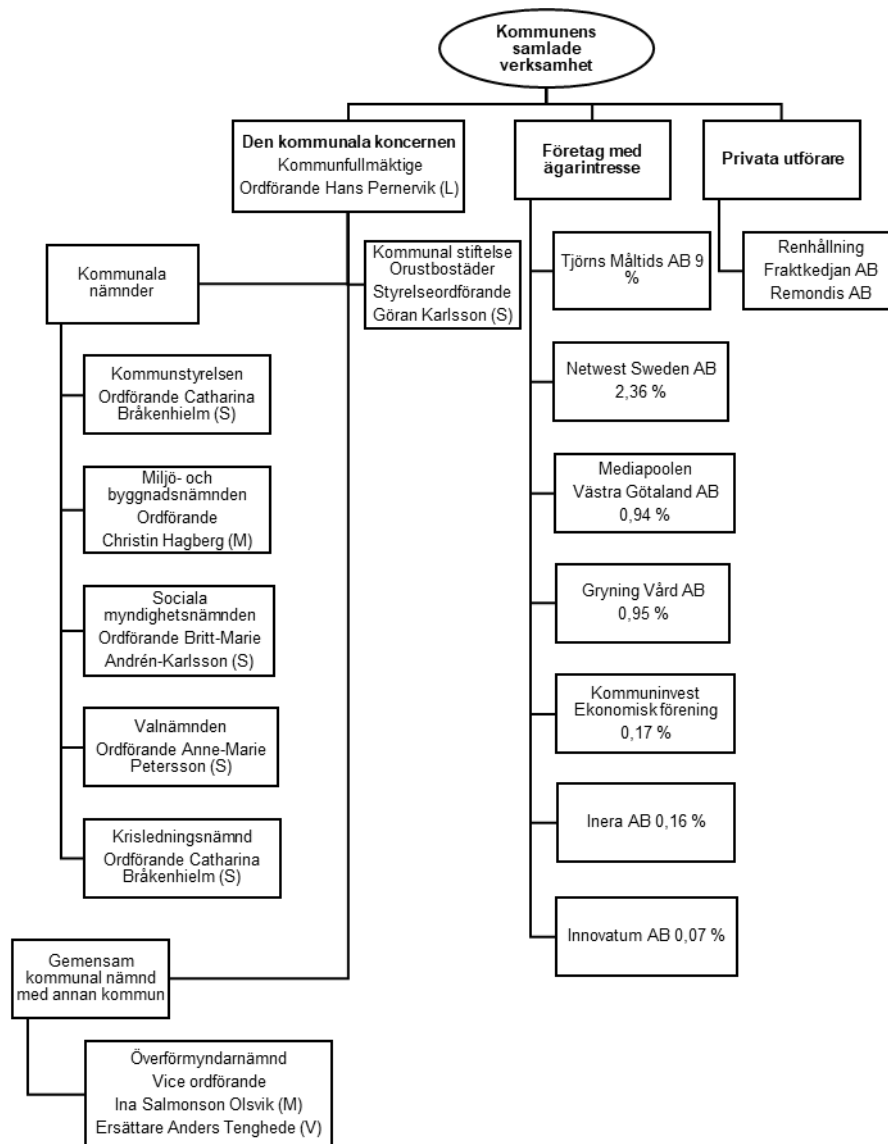 Kommunens
samlade
verksamhet
Den kommunala koncernen
Kommunfullmäktige
Ordförande Hans Pernervik (L)
Företag med
ägarintresse
Privata utförare
Kommunala
nämnder
Kommunal stiftelse
Orustbostäder
Styrelseordförande
Göran Karlsson (S)
Tjörns Måltids AB 9
%
Renhållning
Fraktkedjan AB
Remondis AB
Kommunstyrelsen
Ordförande Catharina
Bråkenhielm (S)
Netwest Sweden AB
2,36 %
Miljö- och
byggnadsnämnden
Ordförande
Christin Hagberg (M)
Mediapoolen
Västra Götaland AB
0,94 %
Sociala
myndighetsnämnden
Ordförande Britt-Marie
Andrén-Karlsson (S)
Gryning Vård AB
0,95 %
Valnämnden
Ordförande Anne-Marie
Petersson (S)
Kommuninvest
Ekonomisk förening
0,17 %
Krisledningsnämnd
Ordförande Catharina
Bråkenhielm (S)
Inera AB 0,16 %
Innovatum AB 0,07 %
Gemensam
kommunal nämnd
med annan kommun
Överförmyndarnämnd
Vice ordförande
Ina Salmonson Olsvik (M)
Ersättare Anders Tenghede (V)